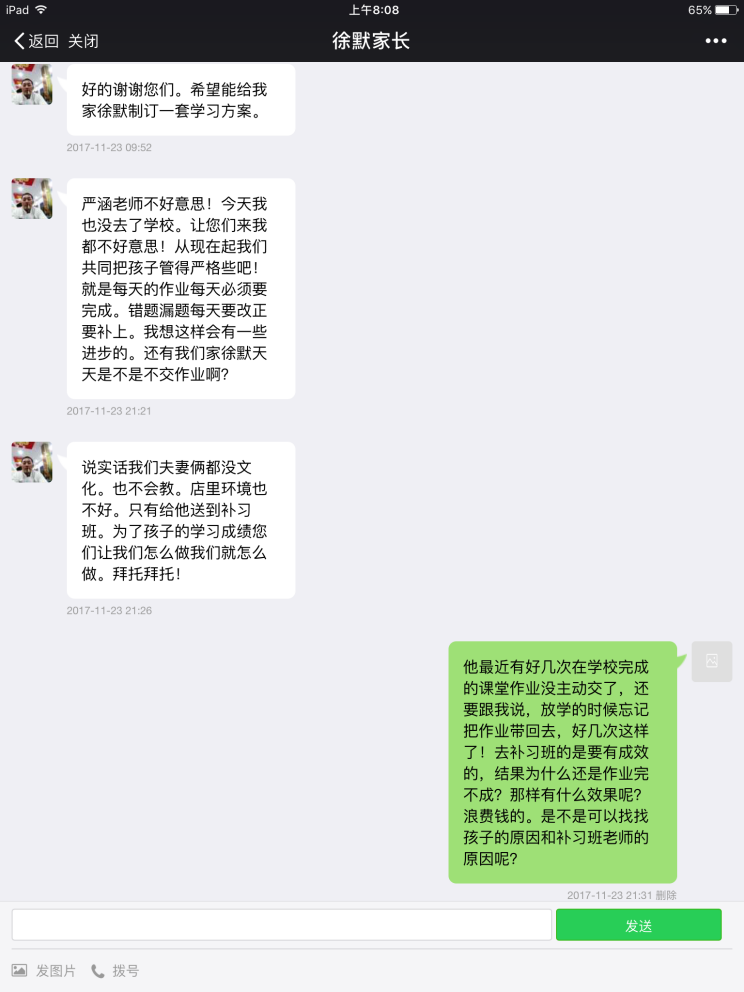 iPad 上午8:08 65%
返回 关闭 徐默家长
好的谢谢您们。希望能给我
家徐默制订一套学习方案。
2017-11-23 09:52
严涵老师不好意思！今天我
也没去了学校。让您们来我
都不好意思！从现在起我们
共同把孩子管得严格些吧！
就是每天的作业每天必须要
完成。错题漏题每天要改正
要补上。我想这样会有一些
进步的。还有我们家徐默天
天是不是不交作业啊？
2017-11-23 21:21
说实话我们夫妻俩都没文
化。也不会教。店里环境也
不好。只有给他送到补习
班。为了孩子的学习成绩您
们让我们怎么做我们就怎么
做。拜托拜托！
2017-11-23 21:26
他最近有好几次在学校完成
的课堂作业没主动交了，还
要跟我说，放学的时候忘记
把作业带回去，好几次这样
了！去补习班的是要有成效
的，结果为什么还是作业完
不成？那样有什么效果呢？
浪费钱的。是不是可以找找
孩子的原因和补习班老师的
原因呢？
2017-11-23 21:31 删除
发送
发图片 拨号